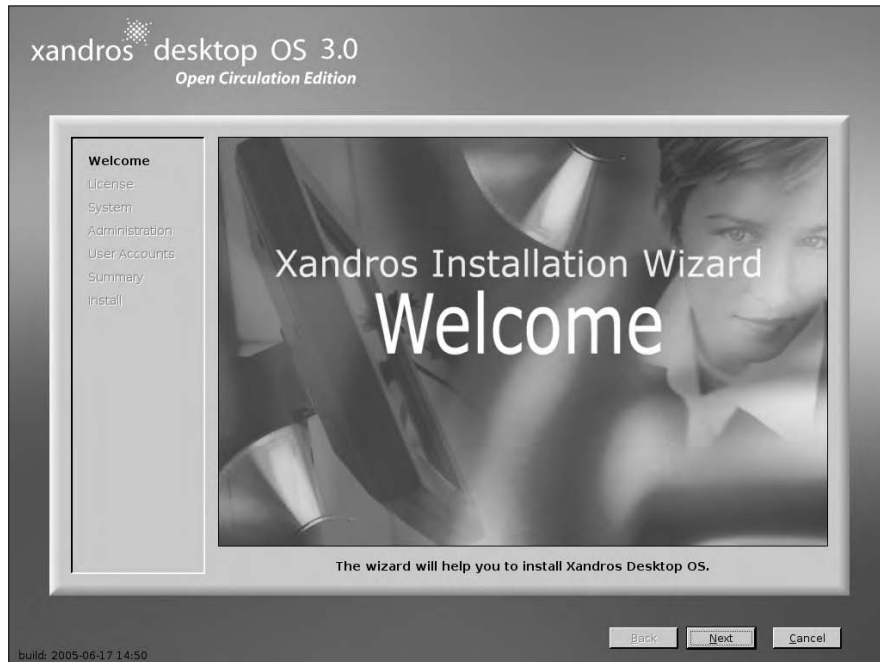 xandros desktop OS 3.0
Open Circulation Edition
Welcome
License
System
Administration
User Accounts
Summary
Install
Xandros Installation Wizard
Welcome
The wizard will help you to install Xandros Desktop OS.
Back
Next
Cancel
build: 2005-06-17 14:50